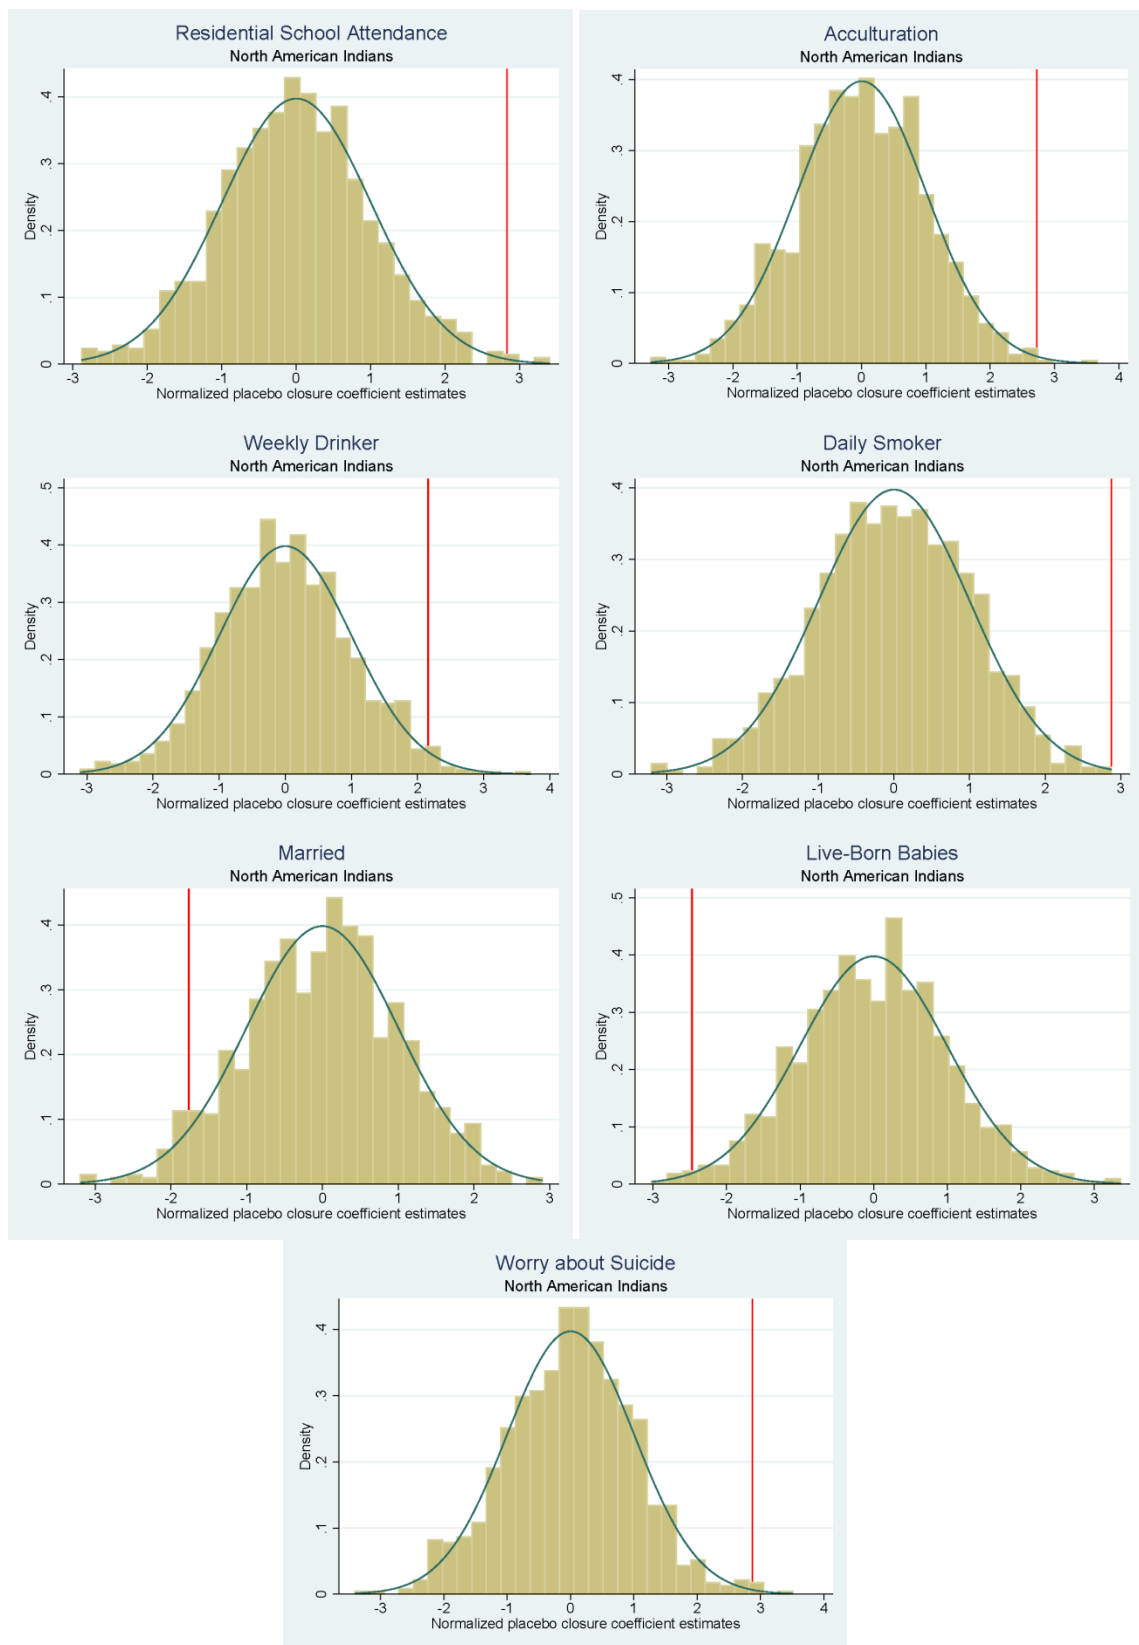 Residential School Attendance
North American Indians
Density
0 .1 .2 .3 .4
-3 -2 -1 0 1 2 3
Normalized placebo closure coefficient estimates
Acculturation
North American Indians
Density
0 .1 .2 .3 .4
-3 -2 -1 0 1 2 3 4
Normalized placebo closure coefficient estimates
Weekly Drinker
North American Indians
Density
0 .1 .2 .3 .4 .5
-3 -2 -1 0 1 2 3 4
Normalized placebo closure coefficient estimates
Daily Smoker
North American Indians
Density
0 .1 .2 .3 .4
-3 -2 -1 0 1 2 3
Normalized placebo closure coefficient estimates
Married
North American Indians
Density
0 .1 .2 .3 .4
-3 -2 -1 0 1 2 3
Normalized placebo closure coefficient estimates
Live-Born Babies
North American Indians
Density
0 .1 .2 .3 .4 .5
-3 -2 -1 0 1 2 3
Normalized placebo closure coefficient estimates
Worry about Suicide
North American Indians
Density
0 .1 .2 .3 .4
-3 -2 -1 0 1 2 3 4
Normalized placebo closure coefficient estimates